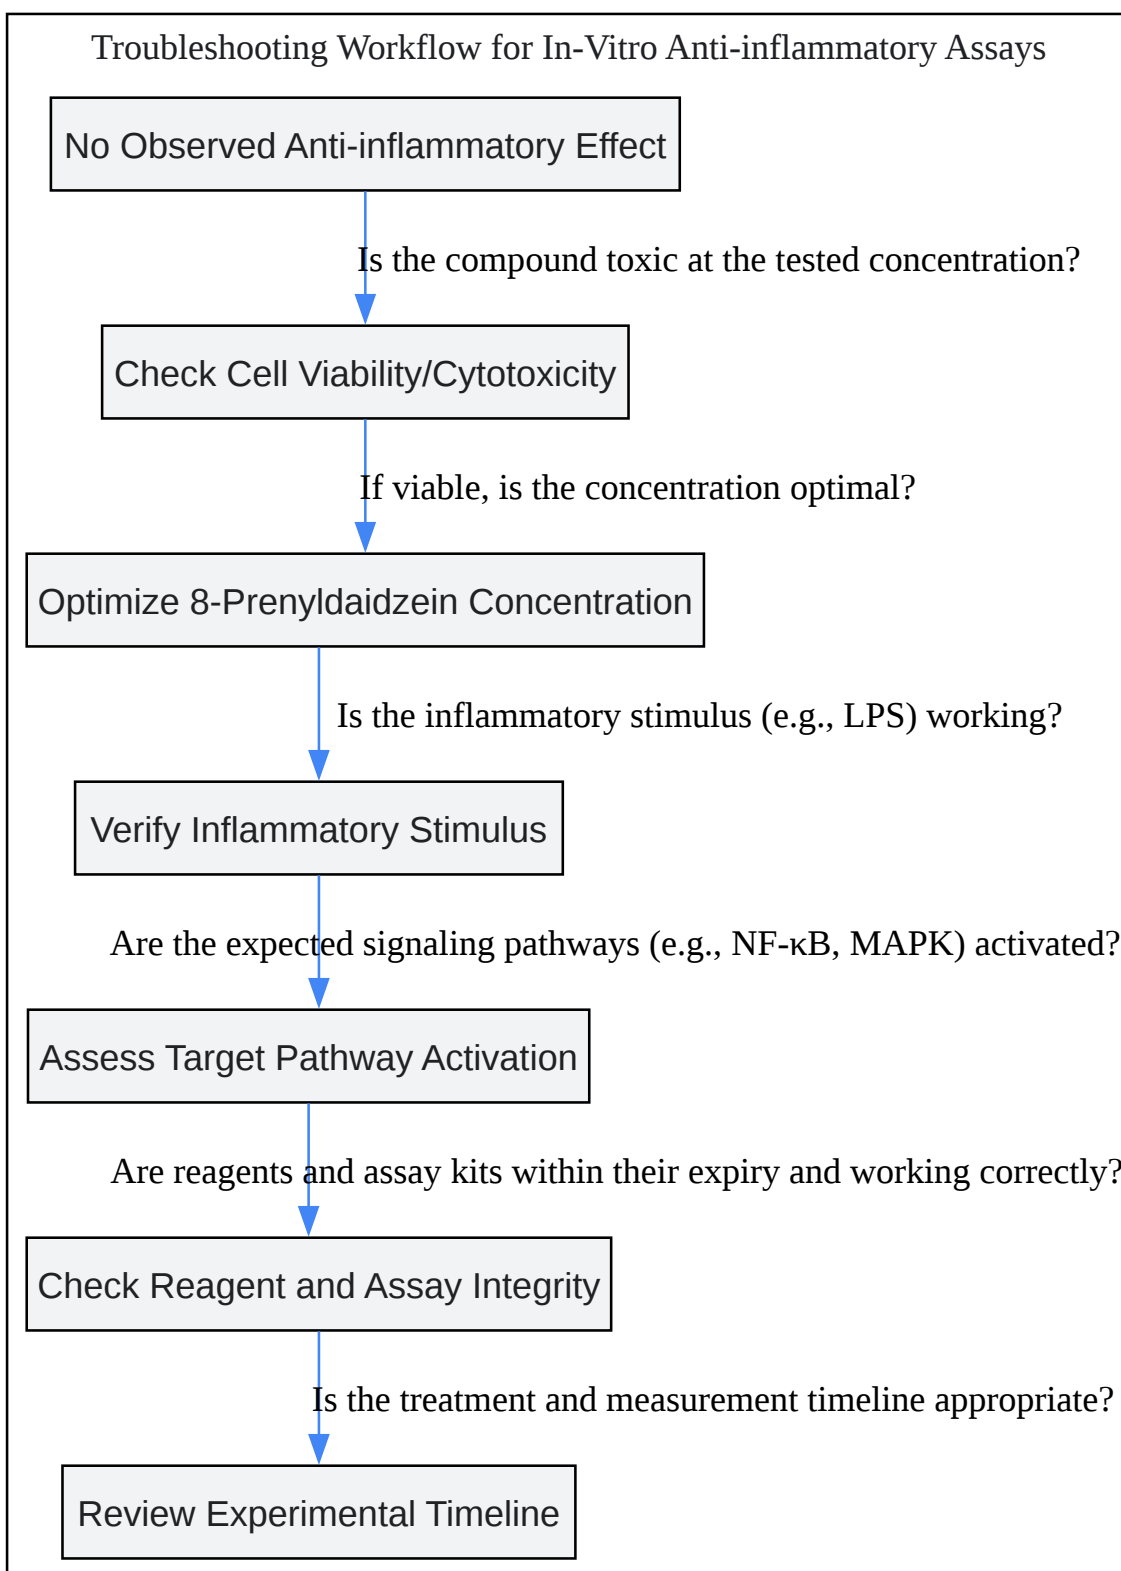 Troubleshooting Workflow for In-Vitro Anti-inflammatory Assays
No Observed Anti-inflammatory Effect
Is the compound toxic at the tested concentration?
Check Cell Viability/Cytotoxicity
If viable, is the concentration optimal?
Optimize 8-Prenyldaidzein Concentration
Is the inflammatory stimulus (e.g., LPS) working?
Verify Inflammatory Stimulus
Are the expected signaling pathways (e.g., NF-κB, MAPK) activated?
Assess Target Pathway Activation
Are reagents and assay kits within their expiry and working correctly?
Check Reagent and Assay Integrity
Is the treatment and measurement timeline appropriate?
Review Experimental Timeline